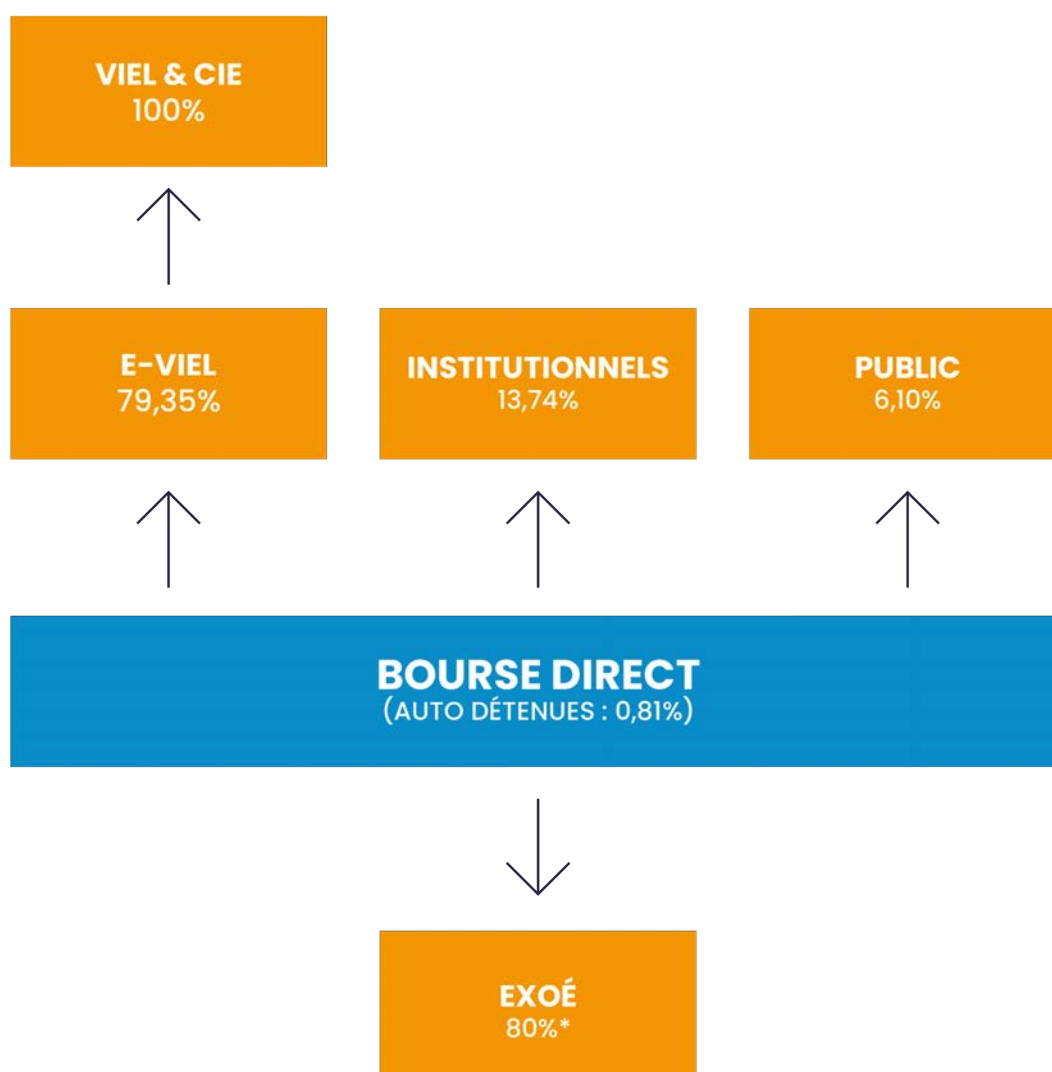 VIEL & CIE
100%
E-VIEL
79,35%
INSTITUTIONNELS
13,74%
PUBLIC
6,10%
BOURSE DIRECT
(AUTO DÉTENUES : 0,81%)
EXOÉ
80%*